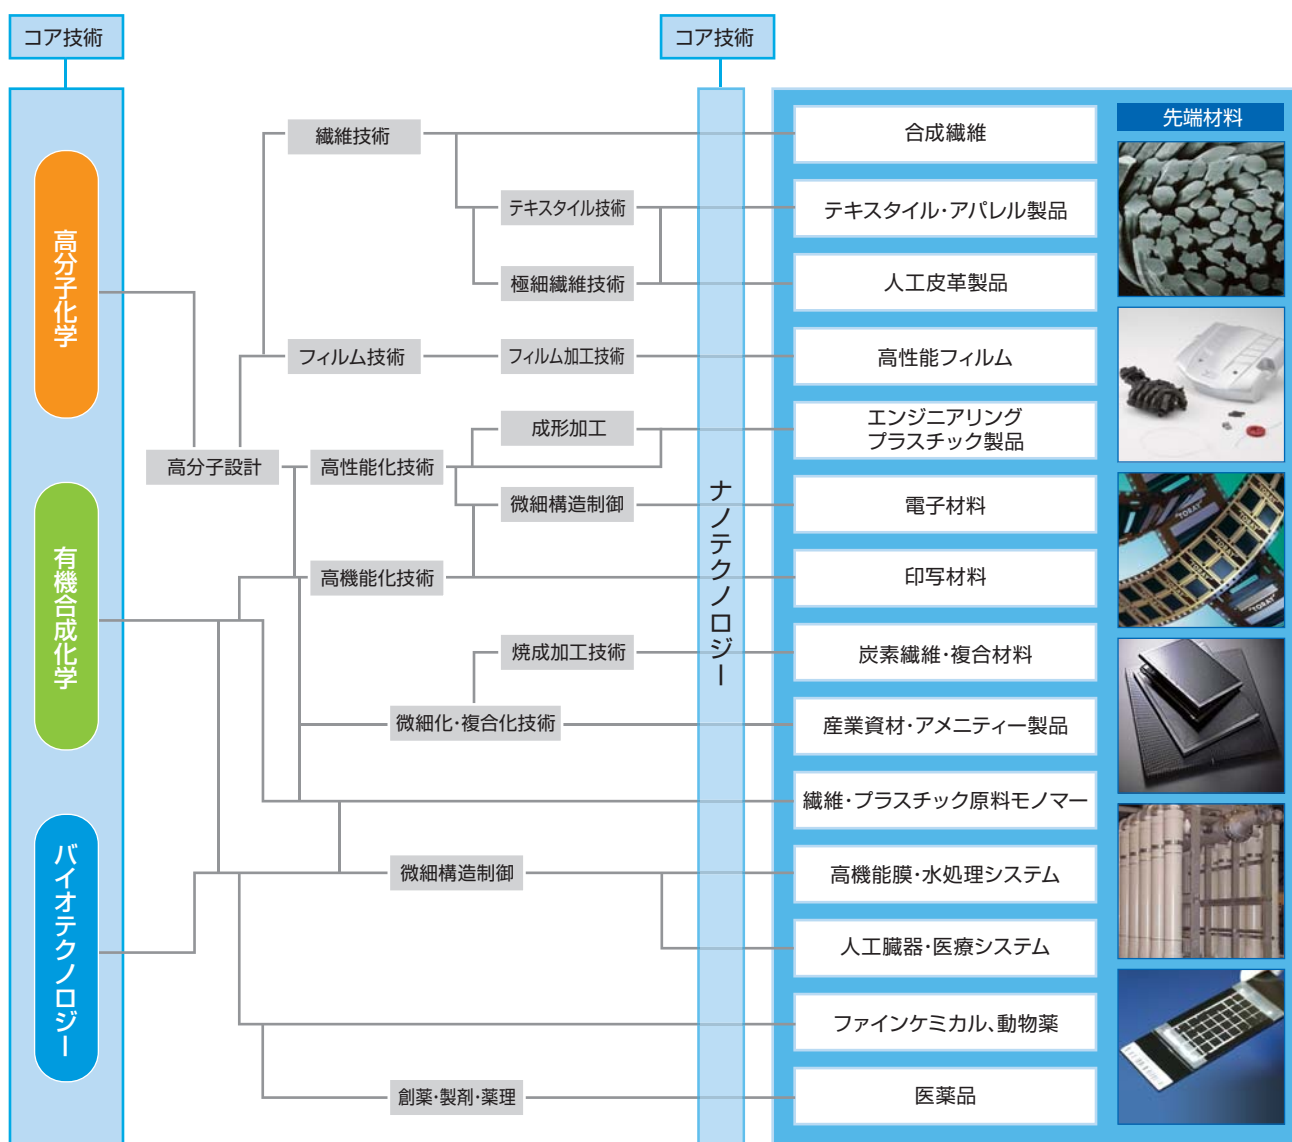 コア技術
コア技術
高分子化学
有機合成化学
バイオテクノロジー
高分子設計
繊維技術
テキスタイル技術
極細繊維技術
フィルム技術
フィルム加工技術
成形加工
高性能化技術
微細構造制御
高機能化技術
焼成加工技術
微細化・複合化技術
微細構造制御
創薬・製剤・薬理
ナノテクノロジー
合成繊維
テキスタイル・アパレル製品
人工皮革製品
高性能フィルム
エンジニアリング
プラスチック製品
電子材料
印写材料
炭素繊維・複合材料
産業資材・アメニティー製品
繊維・プラスチック原料モノマー
高機能膜・水処理システム
人工臓器・医療システム
ファインケミカル、動物薬
医薬品
先端材料
"TORAY"
"TORAY"
"TORAY"
"TORAY"